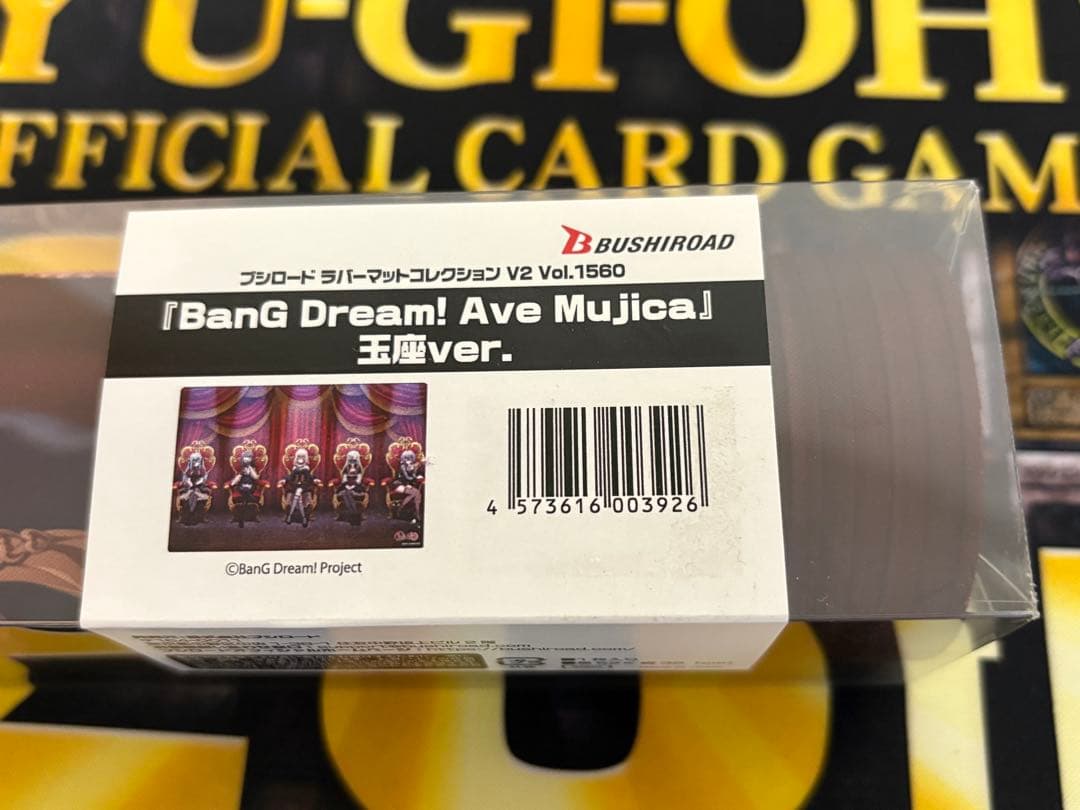 YU-GI-OH
OFFICIAL CARD GAM
BUSHIROAD
ブシロード ラバーマットコレクション V2 Vol.1560
『BanG Dream! Ave Mujica』
玉座ver.
4 573616 003926
©BanG Dream! Project